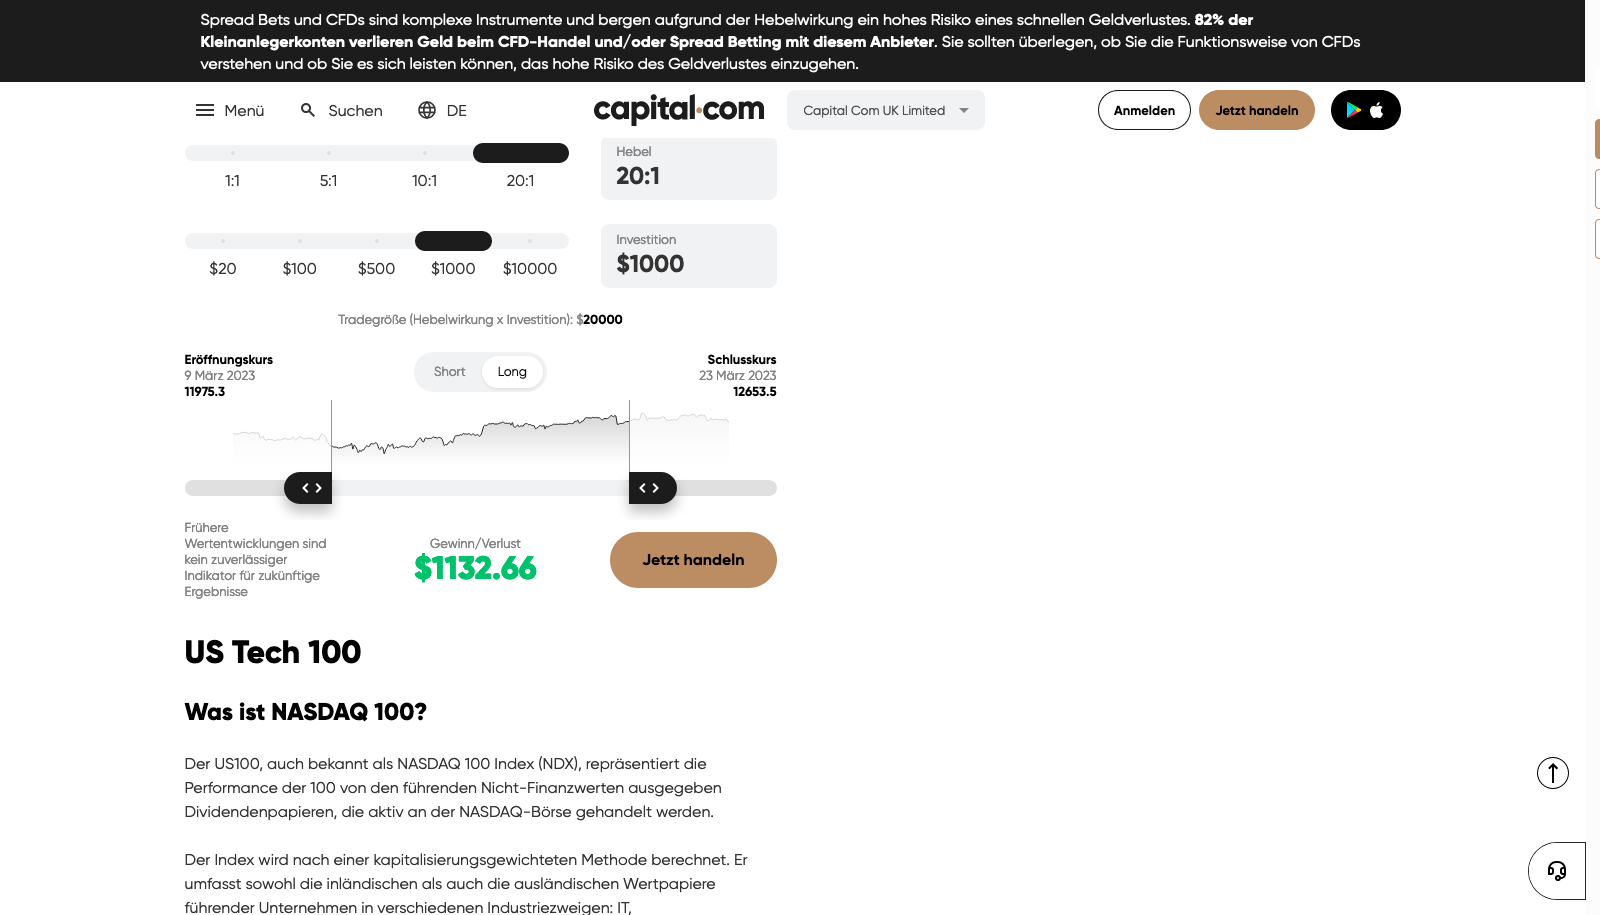 Spread Bets und CFDs sind komplexe Instrumente und bergen aufgrund der Hebelwirkung ein hohes Risiko eines schnellen Geldverlustes. 82% der
Kleinanlegerkonten verlieren Geld beim CFD-Handel und/oder Spread Betting mit diesem Anbieter. Sie sollten überlegen, ob Sie die Funktionsweise von CFDs
verstehen und ob Sie es sich leisten können, das hohe Risiko des Geldverlustes einzugehen.
Menü Suchen DE capital.com Capital Com UK Limited Anmelden Jetzt handeln
1:1 5:1 10:1 20:1
Hebel
20:1
$20 $100 $500 $1000 $10000
Investition
$1000
Tradegröße (Hebelwirkung x Investition): $20000
Eröffnungskurs
9 März 2023
11975.3
Short Long
Schlusskurs
23 März 2023
12653.5
Frühere
Wertentwicklungen sind
kein zuverlässiger
Indikator für zukünftige
Ergebnisse
Gewinn/Verlust
$1132.66
Jetzt handeln
US Tech 100
Was ist NASDAQ 100?
Der US100, auch bekannt als NASDAQ 100 Index (NDX), repräsentiert die
Performance der 100 von den führenden Nicht-Finanzwerten ausgegeben
Dividendenpapieren, die aktiv an der NASDAQ-Börse gehandelt werden.
Der Index wird nach einer kapitalisierungsgewichteten Methode berechnet. Er
umfasst sowohl die inländischen als auch die ausländischen Wertpapiere
führender Unternehmen in verschiedenen Industriezweigen: IT,